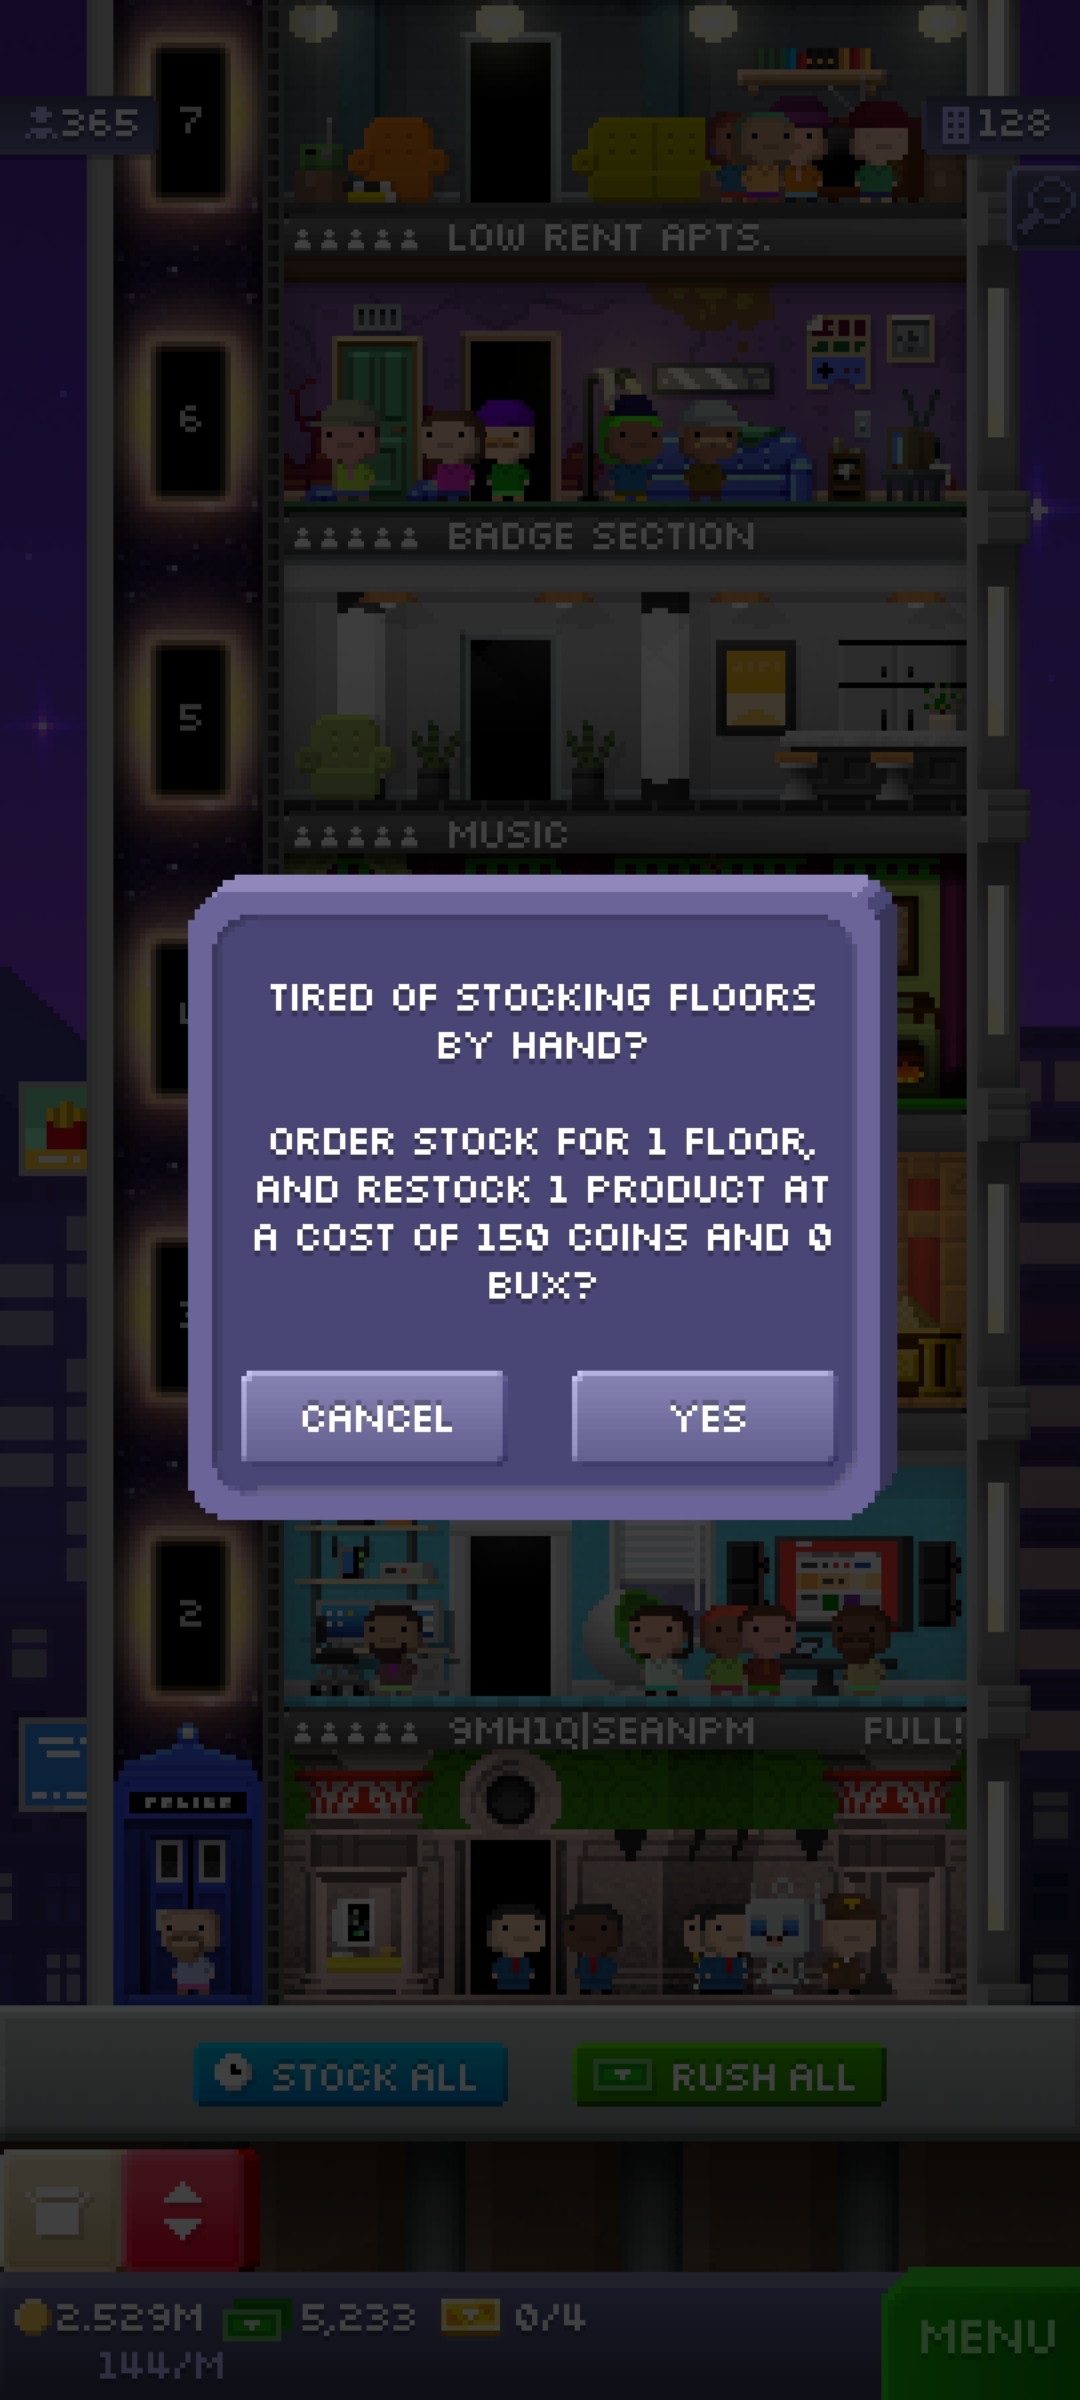 365
7
128
LOW RENT APTS.
6
BADGE SECTION
5
MUSIC
TIRED OF STOCKING FLOORS
BY HAND?
ORDER STOCK FOR 1 FLOOR,
AND RESTOCK 1 PRODUCT AT
A COST OF 150 COINS AND 0
BUX?
CANCEL
YES
2
9MH1Q|SEANPM
FULL!
POLICE
STOCK ALL
RUSH ALL
2.529M
5,233
0/4
144/M
MENU